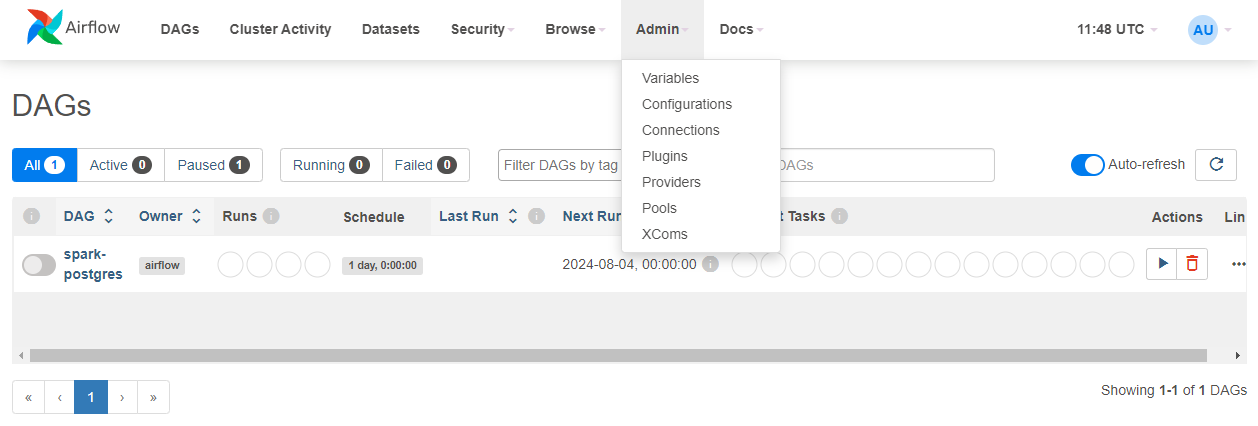 Airflow DAGs Cluster Activity Datasets Security Browse Admin Docs 11:48 UTC AU
Variables
Configurations
Connections
Plugins
Providers
Pools
XComs
DAGs
All 1 Active 0 Paused 1 Running 0 Failed 0 Filter DAGs by tag DAGs Auto-refresh
DAG Owner Runs Schedule Last Run Next Run Tasks Actions Lin
spark-
postgres
airflow 1 day, 0:00:00 2024-08-04, 00:00:00
« ‹ 1 › »
Showing 1-1 of 1 DAGs